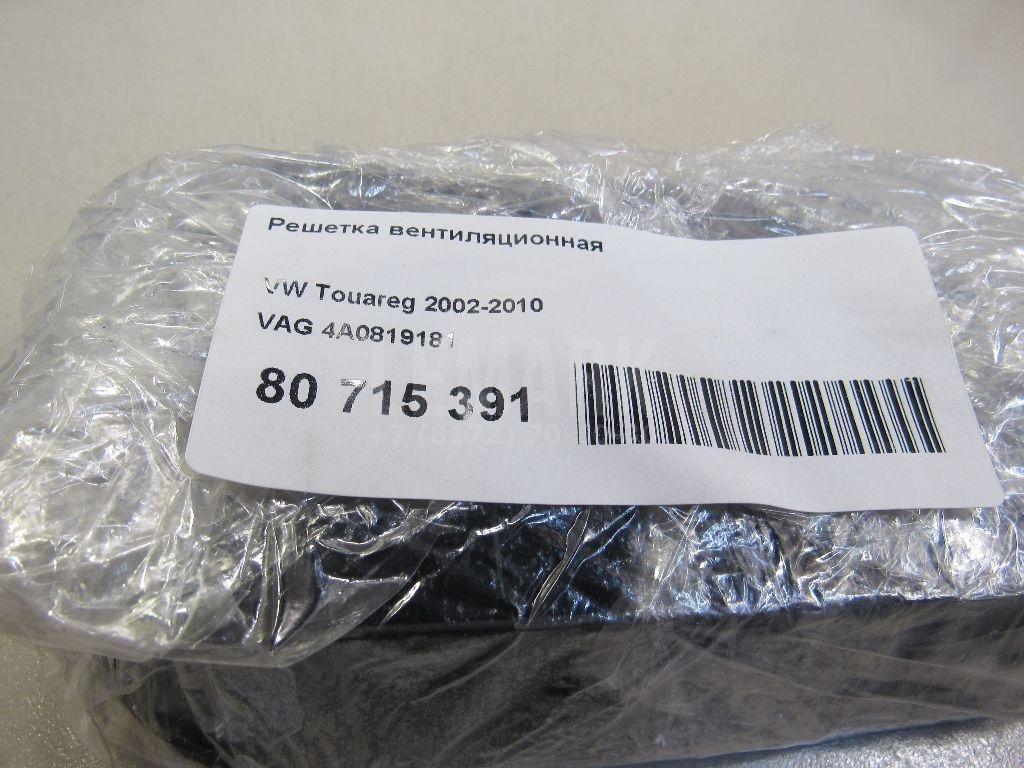 Решетка вентиляционная
VW Touareg 2002-2010
VAG 4A0819181
80 715 391